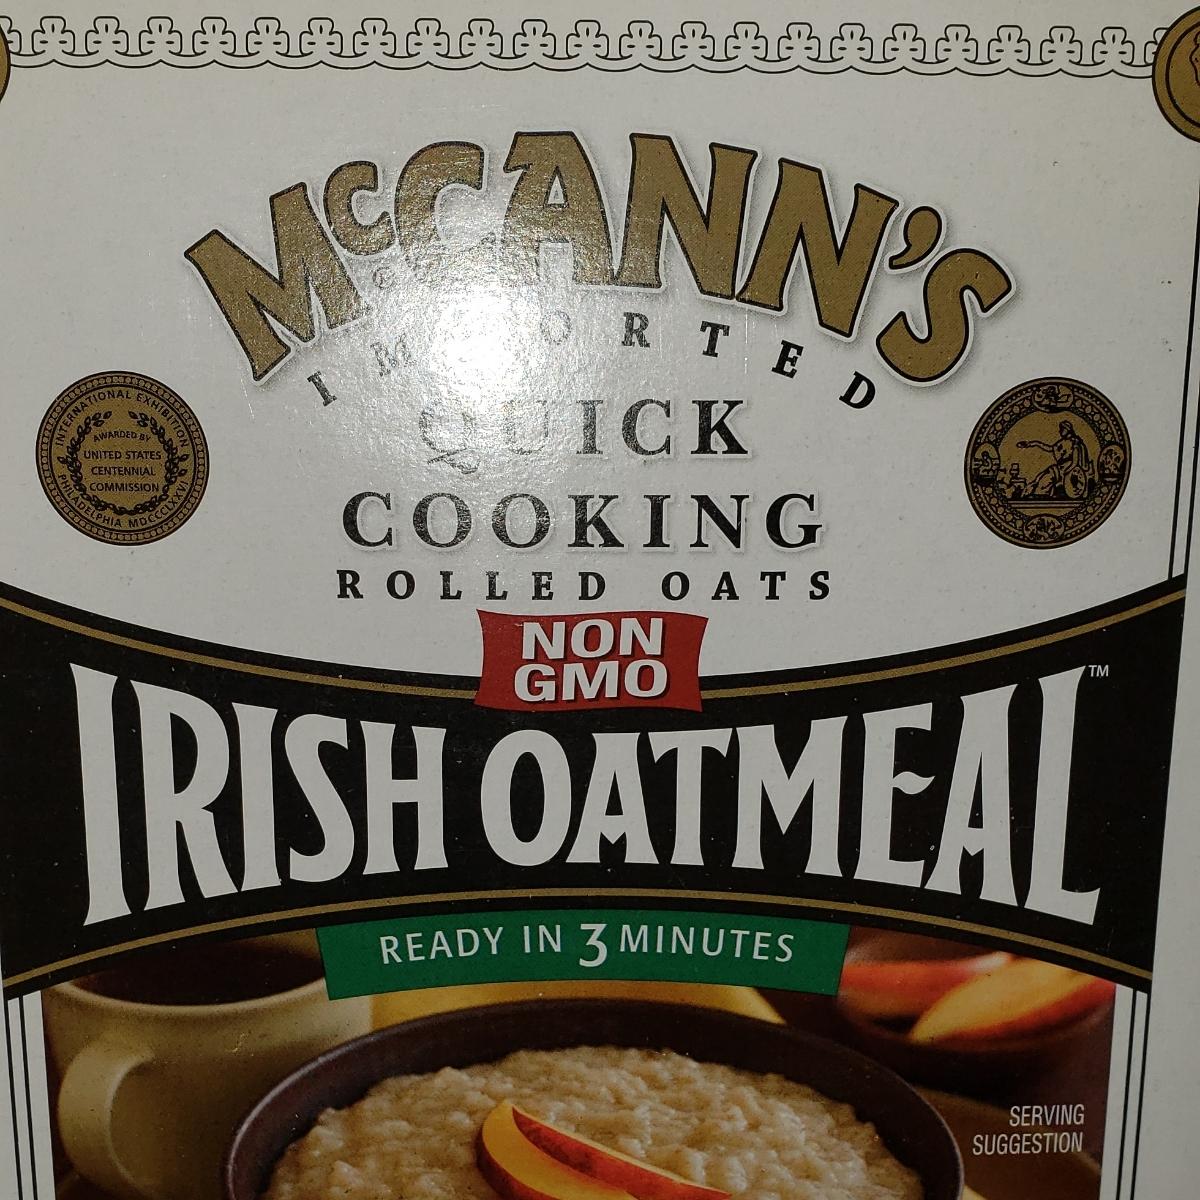 McCANN'S
IMPORTED
QUICK
COOKING
ROLLED OATS
INTERNATIONAL EXHIBITION
AWARDED BY
UNITED STATES
CENTENNIAL
COMMISSION
PHILADELPHIA MDCCCLXXVI
NON
GMO
IRISH OATMEAL™
READY IN 3 MINUTES
SERVING
SUGGESTION